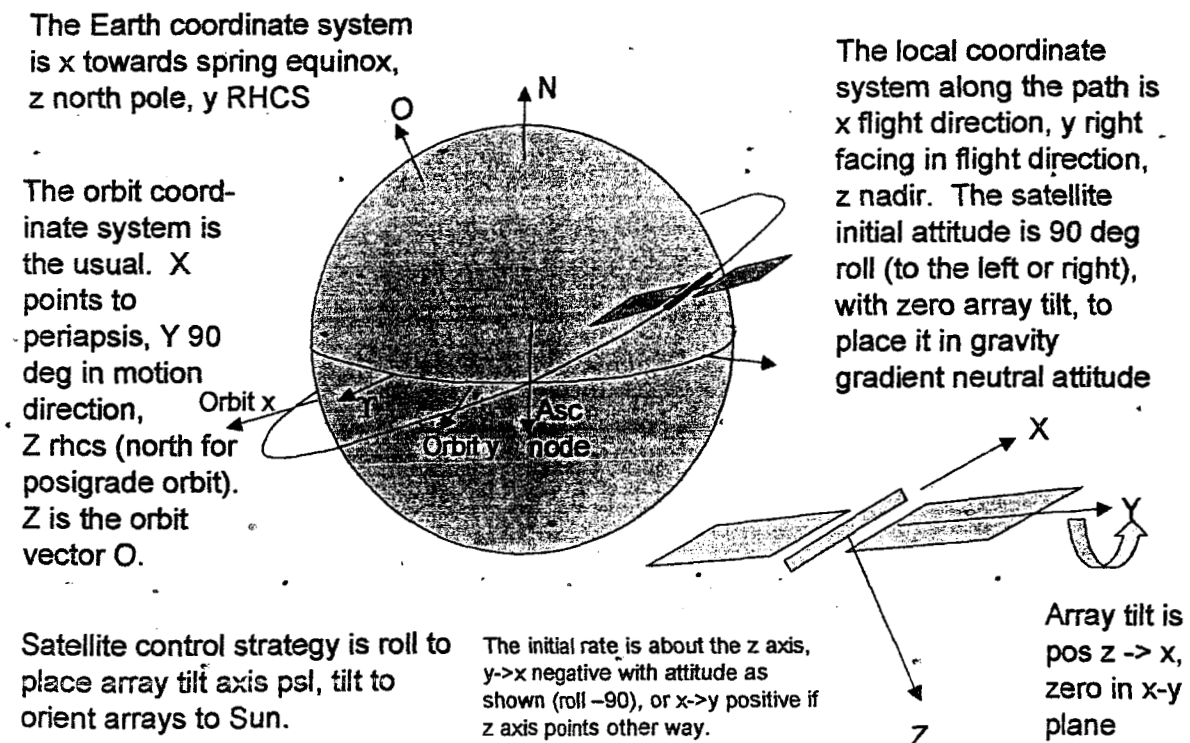 The Earth coordinate system
is x towards spring equinox,
z north pole, y RHCS
O
N
The local coordinate
system along the path is
x flight direction, y right
facing in flight direction,
z nadir. The satellite
initial attitude is 90 deg
roll (to the left or right),
with zero array tilt, to
place it in gravity
gradient neutral attitude
The orbit coord-
inate system is
the usual. X
points to
periapsis, Y 90
deg in motion
direction,
Z rhcs (north for
posigrade orbit).
Z is the orbit
vector O.
Orbit x
Orbit y
Asc
node
X
Y
Z
Satellite control strategy is roll to
place array tilt axis psl, tilt to
orient arrays to Sun.
The initial rate is about the z axis,
y->x negative with attitude as
shown (roll -90), or x->y positive if
z axis points other way.
Array tilt is
pos z -> x,
zero in x-y
plane